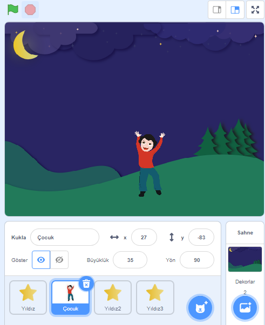 Kukla Çocuk x 27 y -83 Sahne
Göster Büyüklük 35 Yön 90
Dekorlar
2
Yıldız Çocuk Yıldız2 Yıldız3